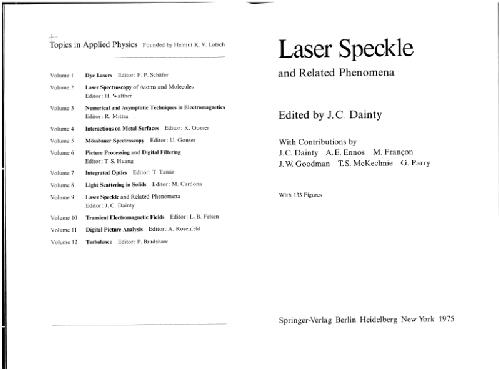 Topics in Applied Physics Founded by Helmut K. V. Lotsch
Volume 1 Dye Lasers Editor: F. P. Schäfer
Volume 2 Laser Spectroscopy of Atoms and Molecules
Editor: H. Walther
Volume 3 Numerical and Asymptotic Techniques in Electromagnetics
Editor: R. Mittra
Volume 4 Interactions on Metal Surfaces Editor: R. Gomer
Volume 5 Mössbauer Spectroscopy Editor: U. Gonser
Volume 6 Picture Processing and Digital Filtering
Editor: T. S. Huang
Volume 7 Integrated Optics Editor: T. Tamir
Volume 8 Light Scattering in Solids Editor: M. Cardona
Volume 9 Laser Speckle and Related Phenomena
Editor: J. C. Dainty
Volume 10 Transient Electromagnetic Fields Editor: L. B. Felsen
Volume 11 Digital Picture Analysis Editor: A. Rosenfeld
Volume 12 Turbulence Editor: P. Bradshaw
Laser Speckle
and Related Phenomena
Edited by J. C. Dainty
With Contributions by
J. C. Dainty A. E. Ennos M. Françon
J. W. Goodman T. S. McKechnie G. Parry
With 133 Figures
Springer-Verlag Berlin Heidelberg New York 1975